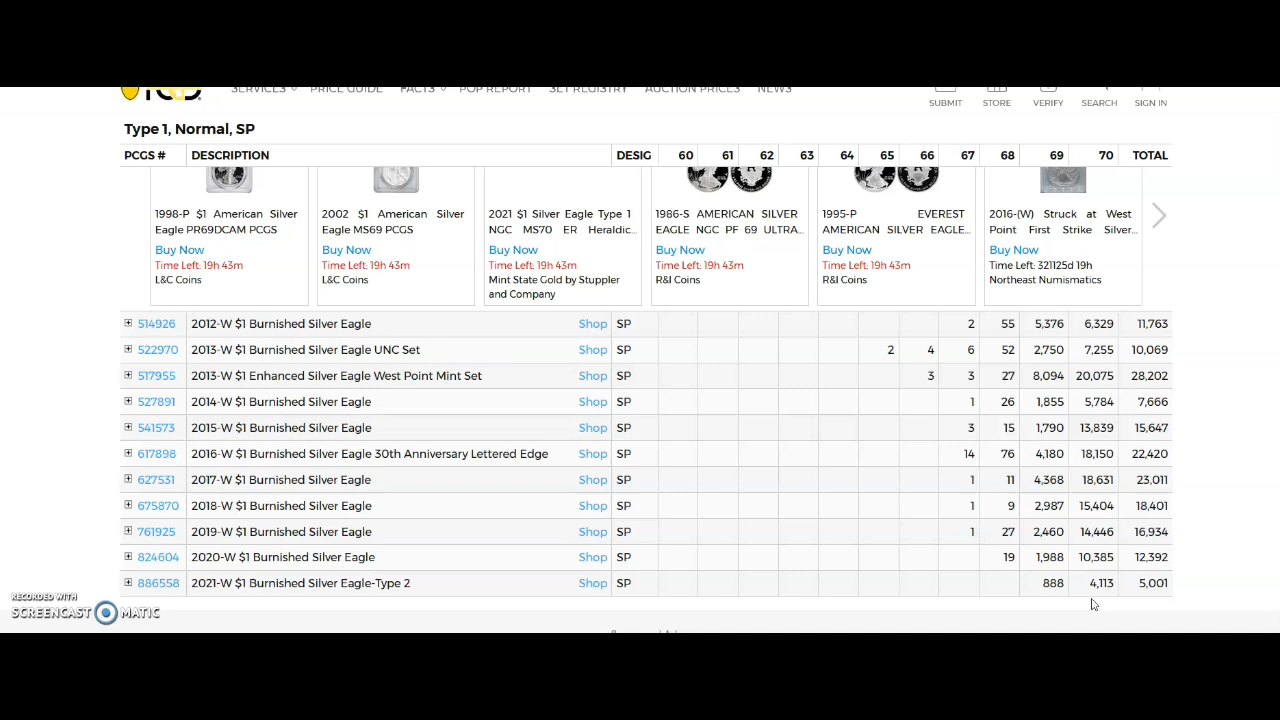 SERVICES PRICE GUIDE FACTS POP REPORT SET REGISTRY AUCTION PRICES NEWS
SUBMIT STORE VERIFY SEARCH SIGN IN
Type 1, Normal, SP
PCGS # DESCRIPTION DESIG 60 61 62 63 64 65 66 67 68 69 70 TOTAL
1998-P $1 American Silver
Eagle PR69DCAM PCGS
Buy Now
Time Left: 19h 43m
L&C Coins
2002 $1 American Silver
Eagle MS69 PCGS
Buy Now
Time Left: 19h 43m
L&C Coins
2021 $1 Silver Eagle Type 1
NGC MS70 ER Heraldic...
Buy Now
Time Left: 19h 43m
Mint State Gold by Stuppler
and Company
1986-S AMERICAN SILVER
EAGLE NGC PF 69 ULTRA...
Buy Now
Time Left: 19h 43m
R&I Coins
1995-P EVEREST
AMERICAN SILVER EAGLE...
Buy Now
Time Left: 19h 43m
R&I Coins
2016-(W) Struck at West
Point First Strike Silver...
Buy Now
Time Left: 321125d 19h
Northeast Numismatics
514926 2012-W $1 Burnished Silver Eagle Shop SP 2 55 5,376 6,329 11,763
522970 2013-W $1 Burnished Silver Eagle UNC Set Shop SP 2 4 6 52 2,750 7,255 10,069
517955 2013-W $1 Enhanced Silver Eagle West Point Mint Set Shop SP 3 3 27 8,094 20,075 28,202
527891 2014-W $1 Burnished Silver Eagle Shop SP 1 26 1,855 5,784 7,666
541573 2015-W $1 Burnished Silver Eagle Shop SP 3 15 1,790 13,839 15,647
617898 2016-W $1 Burnished Silver Eagle 30th Anniversary Lettered Edge Shop SP 14 76 4,180 18,150 22,420
627531 2017-W $1 Burnished Silver Eagle Shop SP 1 11 4,368 18,631 23,011
675870 2018-W $1 Burnished Silver Eagle Shop SP 1 9 2,987 15,404 18,401
761925 2019-W $1 Burnished Silver Eagle Shop SP 1 27 2,460 14,446 16,934
824604 2020-W $1 Burnished Silver Eagle Shop SP 19 1,988 10,385 12,392
886558 2021-W $1 Burnished Silver Eagle-Type 2 Shop SP 888 4,113 5,001
RECORDED WITH
SCREENCAST MATIC